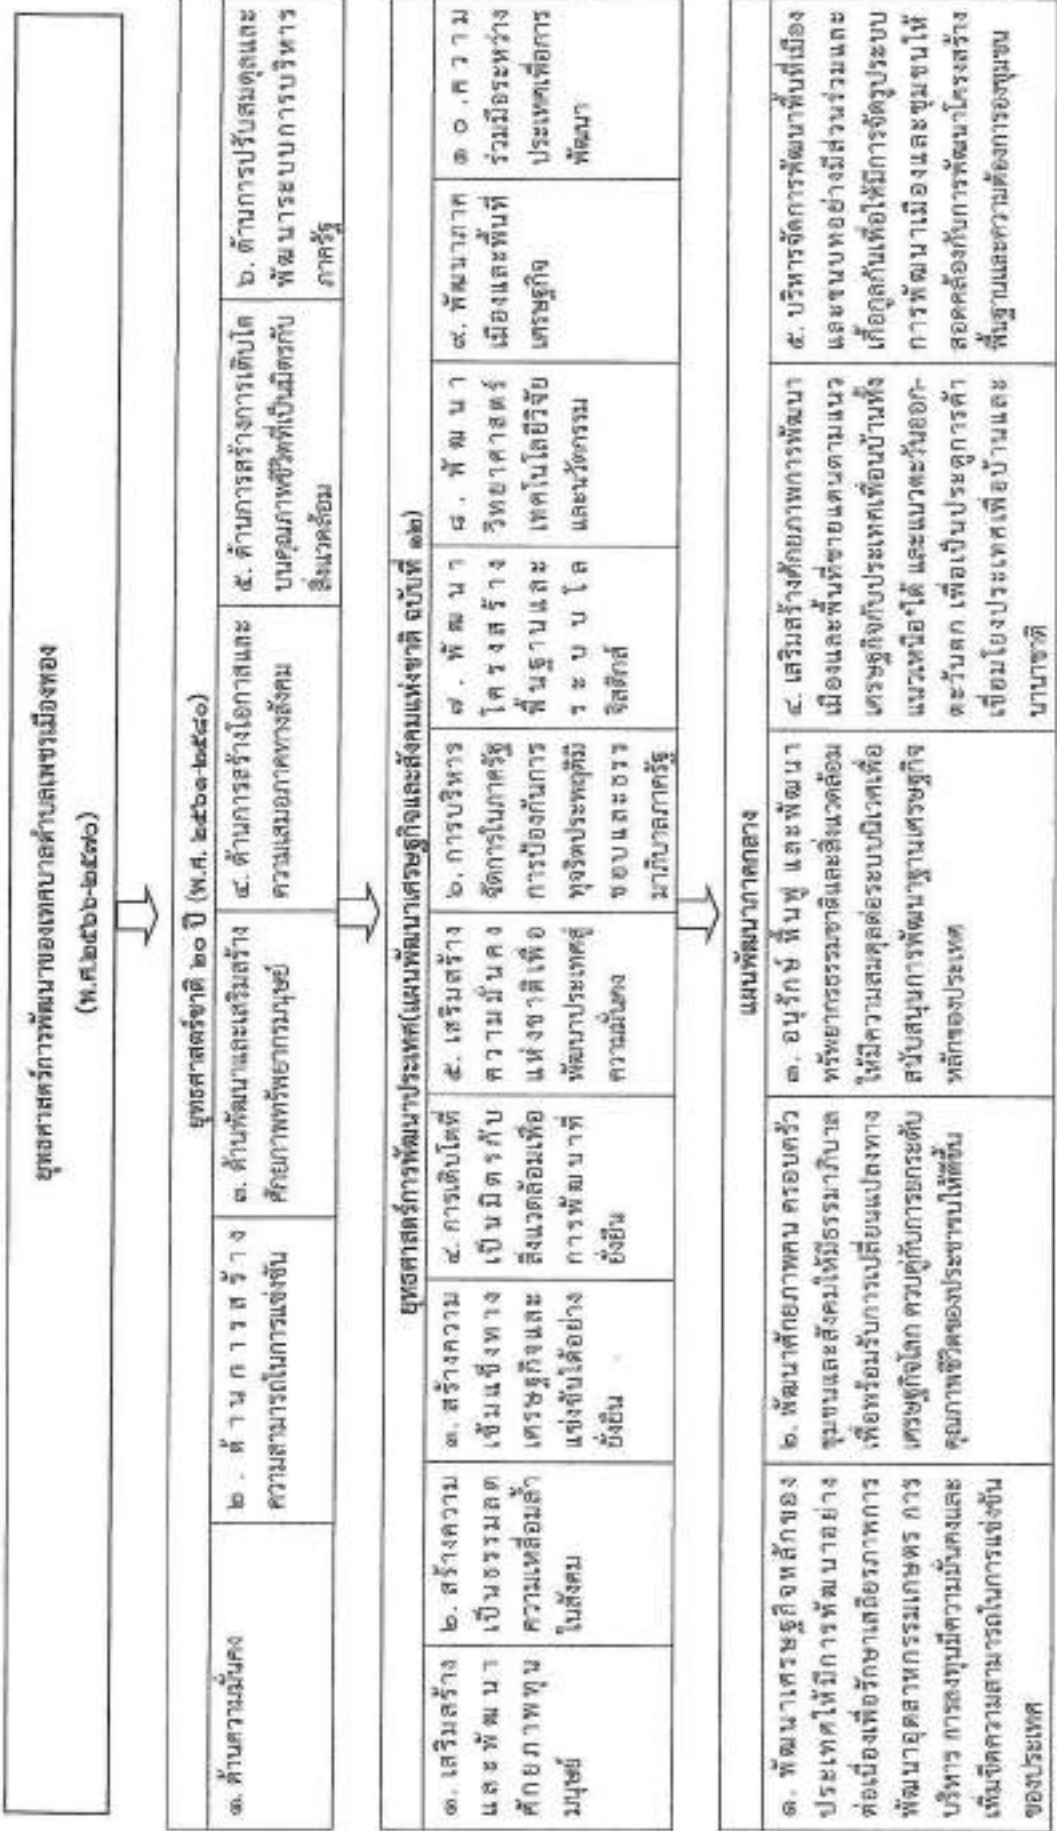 ยุทธศาสตร์การพัฒนาของเทศบาลตำบลเพชรเมืองทอง
(พ.ศ.๒๕๖๖-๒๕๗๐)
ยุทธศาสตร์ชาติ ๒๐ ปี (พ.ศ. ๒๕๖๑-๒๕๘๐)
๑. ด้านความมั่นคง
๒. ด้านการสร้าง
ความสามารถในการแข่งขัน
๓. ด้านพัฒนาและเสริมสร้าง
ศักยภาพทรัพยากรมนุษย์
๔. ด้านการสร้างโอกาสและ
ความเสมอภาคทางสังคม
๕. ด้านการสร้างการเติบโต
บนคุณภาพชีวิตที่เป็นมิตรกับ
สิ่งแวดล้อม
๖. ด้านการปรับสมดุลและ
พัฒนาระบบการบริหาร
ภาครัฐ
ยุทธศาสตร์การพัฒนาประเทศ(แผนพัฒนาเศรษฐกิจและสังคมแห่งชาติ ฉบับที่ ๑๒)
๑. เสริมสร้าง
และพัฒนา
ศักยภาพทุน
มนุษย์
๒. สร้างความ
เป็นธรรมลด
ความเหลื่อมล้ำ
ในสังคม
๓. สร้างความ
เข้มแข็งทาง
เศรษฐกิจและ
แข่งขันได้อย่าง
ยั่งยืน
๔. การเติบโตที่
เป็นมิตรกับ
สิ่งแวดล้อมเพื่อ
การพัฒนาที่
ยั่งยืน
๕. เสริมสร้าง
ความมั่นคง
แห่งชาติเพื่อ
พัฒนาประเทศสู่
ความมั่นคง
๖. การบริหาร
จัดการในภาครัฐ
การป้องกันการ
ทุจริตประพฤติมิ
ชอบและธรร
มาภิบาลภาครัฐ
๗. พัฒนา
โครงสร้าง
พื้นฐานและ
ระบบโล
จิสติกส์
๘. พัฒนา
วิทยาศาสตร์
เทคโนโลยีวิจัย
และนวัตกรรม
๙. พัฒนาภาค
เมืองและพื้นที่
เศรษฐกิจ
๑๐. ความ
ร่วมมือระหว่าง
ประเทศเพื่อการ
พัฒนา
แผนพัฒนาภาคกลาง
๑. พัฒนาเศรษฐกิจหลักของ
ประเทศให้มีการพัฒนาอย่าง
ต่อเนื่องเพื่อรักษาเสถียรภาพการ
พัฒนาอุตสาหกรรมเกษตร การ
บริหาร การลงทุนมีความมั่นคงและ
เพิ่มขีดความสามารถในการแข่งขัน
ของประเทศ
๒. พัฒนาศักยภาพคน ครอบครัว
ชุมชนและสังคมให้มีธรรมาภิบาล
เพื่อพร้อมรับการเปลี่ยนแปลงทาง
เศรษฐกิจโลก ควบคู่กับการยกระดับ
คุณภาพชีวิตของประชาชนให้ดีขึ้น
๓. อนุรักษ์ ฟื้นฟู และพัฒนา
ทรัพยากรธรรมชาติและสิ่งแวดล้อม
ให้มีความสมดุลต่อระบบนิเวศเพื่อ
สนับสนุนการพัฒนาฐานเศรษฐกิจ
หลักของประเทศ
๔. เสริมสร้างศักยภาพการพัฒนา
เมืองและพื้นที่ชายแดนตามแนว
เศรษฐกิจกับประเทศเพื่อนบ้านทั้ง
แนวเหนือ-ใต้ และแนวตะวันออก-
ตะวันตก เพื่อเป็นประตูการค้า
เชื่อมโยงประเทศเพื่อบ้านและ
นานาชาติ
๕. บริหารจัดการพัฒนาพื้นที่เมือง
และชนบทอย่างมีส่วนร่วมและ
เกื้อกูลกันเพื่อให้มีการจัดรูประบบ
การพัฒนาเมืองและชุมชนให้
สอดคล้องกับการพัฒนาโครงสร้าง
พื้นฐานและความต้องการของชุมชน